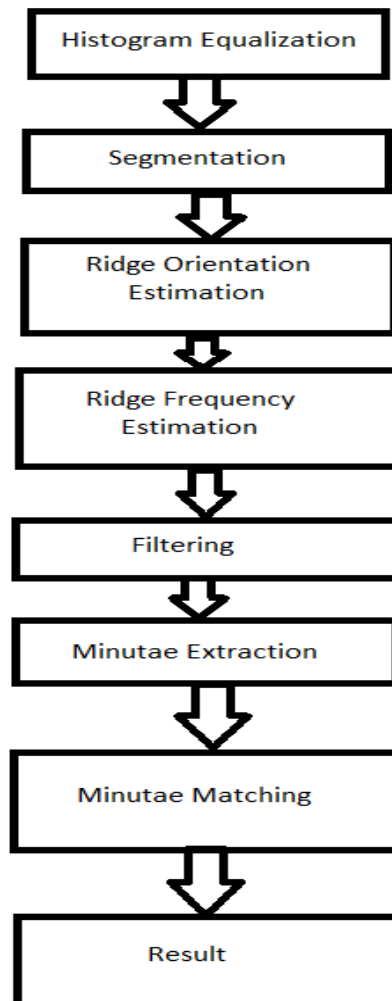 Histogram Equalization
Segmentation
Ridge Orientation
Estimation
Ridge Frequency
Estimation
Filtering
Minutae Extraction
Minutae Matching
Result